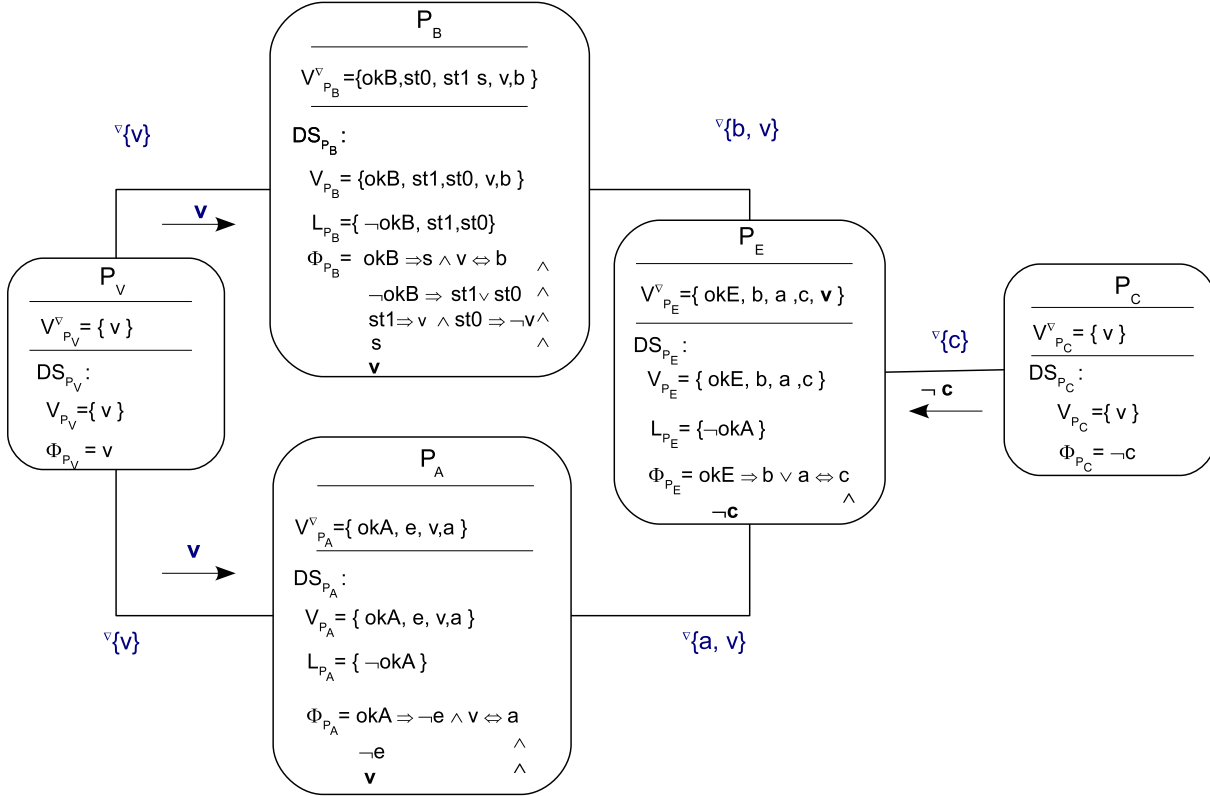 P_B
V^∇_{P_B}={okB,st0, st1 s, v,b }
DS_{P_B}:
V_{P_B}= {okB, st1,st0, v,b }
L_{P_B}={ ¬okB, st1,st0}
Φ_{P_B}= okB ⇒s ∧ v ⇔ b ∧
¬okB ⇒ st1∨ st0 ∧
st1⇒ v ∧ st0 ⇒ ¬v ∧
s ∧
v
∇{v}
v
∇{b, v}
P_V
V^∇_{P_V}= { v }
DS_{P_V}:
V_{P_V}={ v }
Φ_{P_V} = v
P_E
V^∇_{P_E}={ okE, b, a ,c, v }
DS_{P_E}:
V_{P_E}= { okE, b, a ,c }
L_{P_E}= {¬okA }
Φ_{P_E}= okE ⇒ b ∨ a ⇔ c
∧
¬c
∇{c}
¬ c
P_C
V^∇_{P_C}= { v }
DS_{P_C}:
V_{P_C}={ v }
Φ_{P_C}= ¬c
v
∇{v}
P_A
V^∇_{P_A}={ okA, e, v,a }
DS_{P_A}:
V_{P_A}= { okA, e, v,a }
L_{P_A}= { ¬okA }
Φ_{P_A}= okA ⇒ ¬e ∧ v ⇔ a
¬e ∧
v ∧
∇{a, v}